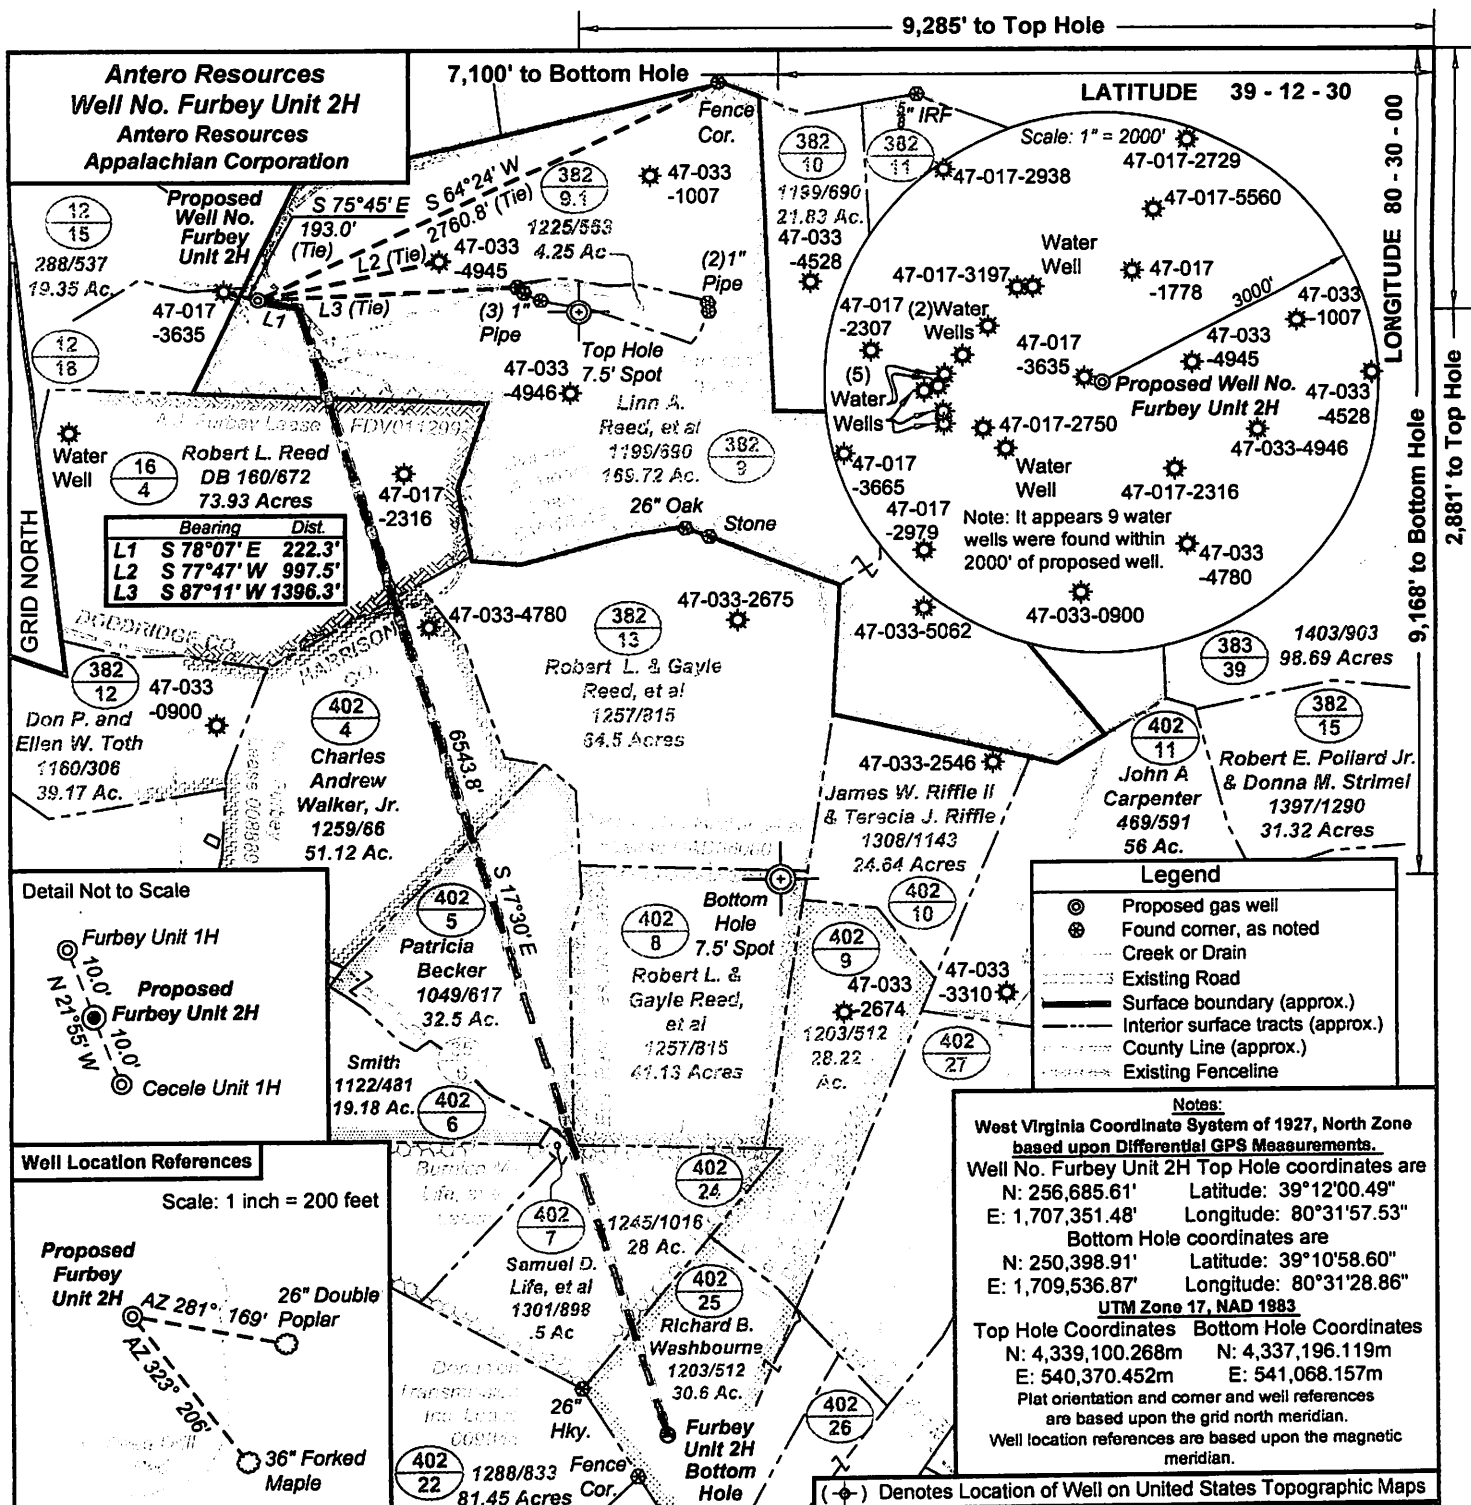 9,285' to Top Hole
7,100' to Bottom Hole
Antero Resources
Well No. Furbey Unit 2H
Antero Resources
Appalachian Corporation
LATITUDE 39 - 12 - 30
LONGITUDE 80 - 30 - 00
9,168' to Bottom Hole
2,881' to Top Hole
Fence
Cor.
5/8" IRF
382
10
1199/690
21.83 Ac.
382
11
47-033
-4528
Scale: 1" = 2000'
47-017-2729
47-017-2938
47-017-5560
Water
Well
47-017-3197
47-017
-1778
3000'
47-033
-1007
47-017
-2307
(2)Water
Wells
47-017
-3635
47-033
-4945
(5)
Water
Wells
Proposed Well No.
Furbey Unit 2H
47-033
-4528
47-017-2750
47-033-4946
47-017
-3665
Water
Well
47-017-2316
47-017
-2979
Note: It appears 9 water
wells were found within
2000' of proposed well.
47-033
-4780
47-033-0900
47-033-5062
Proposed
Well No.
Furbey
Unit 2H
12
15
288/537
19.35 Ac.
S 75°45' E
193.0'
(Tie)
S 64°24' W
2760.8' (Tie)
382
9.1
1225/553
4.25 Ac
47-033
-1007
L2 (Tie)
47-033
-4945
(2)1"
Pipe
47-017
-3635
L1
L3 (Tie)
(3) 1"
Pipe
12
18
Top Hole
7.5' Spot
47-033
-4946
Linn A.
Reed, et al
1199/690
169.72 Ac.
382
9
A.J. Furbey Lease FDV011299
Water
Well
16
4
Robert L. Reed
DB 160/672
73.93 Acres
47-017
-2316
26" Oak
Stone
Bearing Dist.
L1 S 78°07' E 222.3'
L2 S 77°47' W 997.5'
L3 S 87°11' W 1396.3'
GRID NORTH
DODDRIDGE CO.
HARRISON
CO.
47-033-4780
47-033-2675
382
13
Robert L. & Gayle
Reed, et al
1257/815
64.5 Acres
383
39
1403/903
98.69 Acres
382
12
47-033
-0900
Don P. and
Ellen W. Toth
1160/306
39.17 Ac.
402
4
Charles
Andrew
Walker, Jr.
1259/66
51.12 Ac.
6543.8'
S 17°30' E
47-033-2546
James W. Riffle II
& Terecia J. Riffle
1308/1143
24.64 Acres
402
10
402
11
John A
Carpenter
469/591
56 Ac.
382
15
Robert E. Pollard Jr.
& Donna M. Strimel
1397/1290
31.32 Acres
Detail Not to Scale
Furbey Unit 1H
10.0'
Proposed
Furbey Unit 2H
N 21°55' W
10.0'
Cecele Unit 1H
402
5
Patricia
Becker
1049/617
32.5 Ac.
Bottom
Hole
7.5' Spot
402
8
Robert L. &
Gayle Reed,
et al
1257/815
41.13 Acres
402
9
47-033
-2674
1203/512
28.22
Ac.
47-033
-3310
402
27
Legend
Proposed gas well
Found corner, as noted
Creek or Drain
Existing Road
Surface boundary (approx.)
Interior surface tracts (approx.)
County Line (approx.)
Existing Fenceline
Smith
1122/481
19.18 Ac.
402
6
Well Location References
Scale: 1 inch = 200 feet
Proposed
Furbey
Unit 2H
AZ 281° 169'
26" Double
Poplar
AZ 323° 206'
36" Forked
Maple
402
7
Samuel D.
Life, et al
1301/898
.5 Ac
402
24
1245/1016
28 Ac.
402
25
Richard B.
Washbourne
1203/512
30.6 Ac.
26"
Hky.
402
22
1288/833
81.45 Acres
Fence
Cor.
Furbey
Unit 2H
Bottom
Hole
402
26
Notes:
West Virginia Coordinate System of 1927, North Zone
based upon Differential GPS Measurements.
Well No. Furbey Unit 2H Top Hole coordinates are
N: 256,685.61' Latitude: 39°12'00.49"
E: 1,707,351.48' Longitude: 80°31'57.53"
Bottom Hole coordinates are
N: 250,398.91' Latitude: 39°10'58.60"
E: 1,709,536.87' Longitude: 80°31'28.86"
UTM Zone 17, NAD 1983
Top Hole Coordinates Bottom Hole Coordinates
N: 4,339,100.268m N: 4,337,196.119m
E: 540,370.452m E: 541,068.157m
Plat orientation and corner and well references
are based upon the grid north meridian.
Well location references are based upon the magnetic
meridian.
Denotes Location of Well on United States Topographic Maps